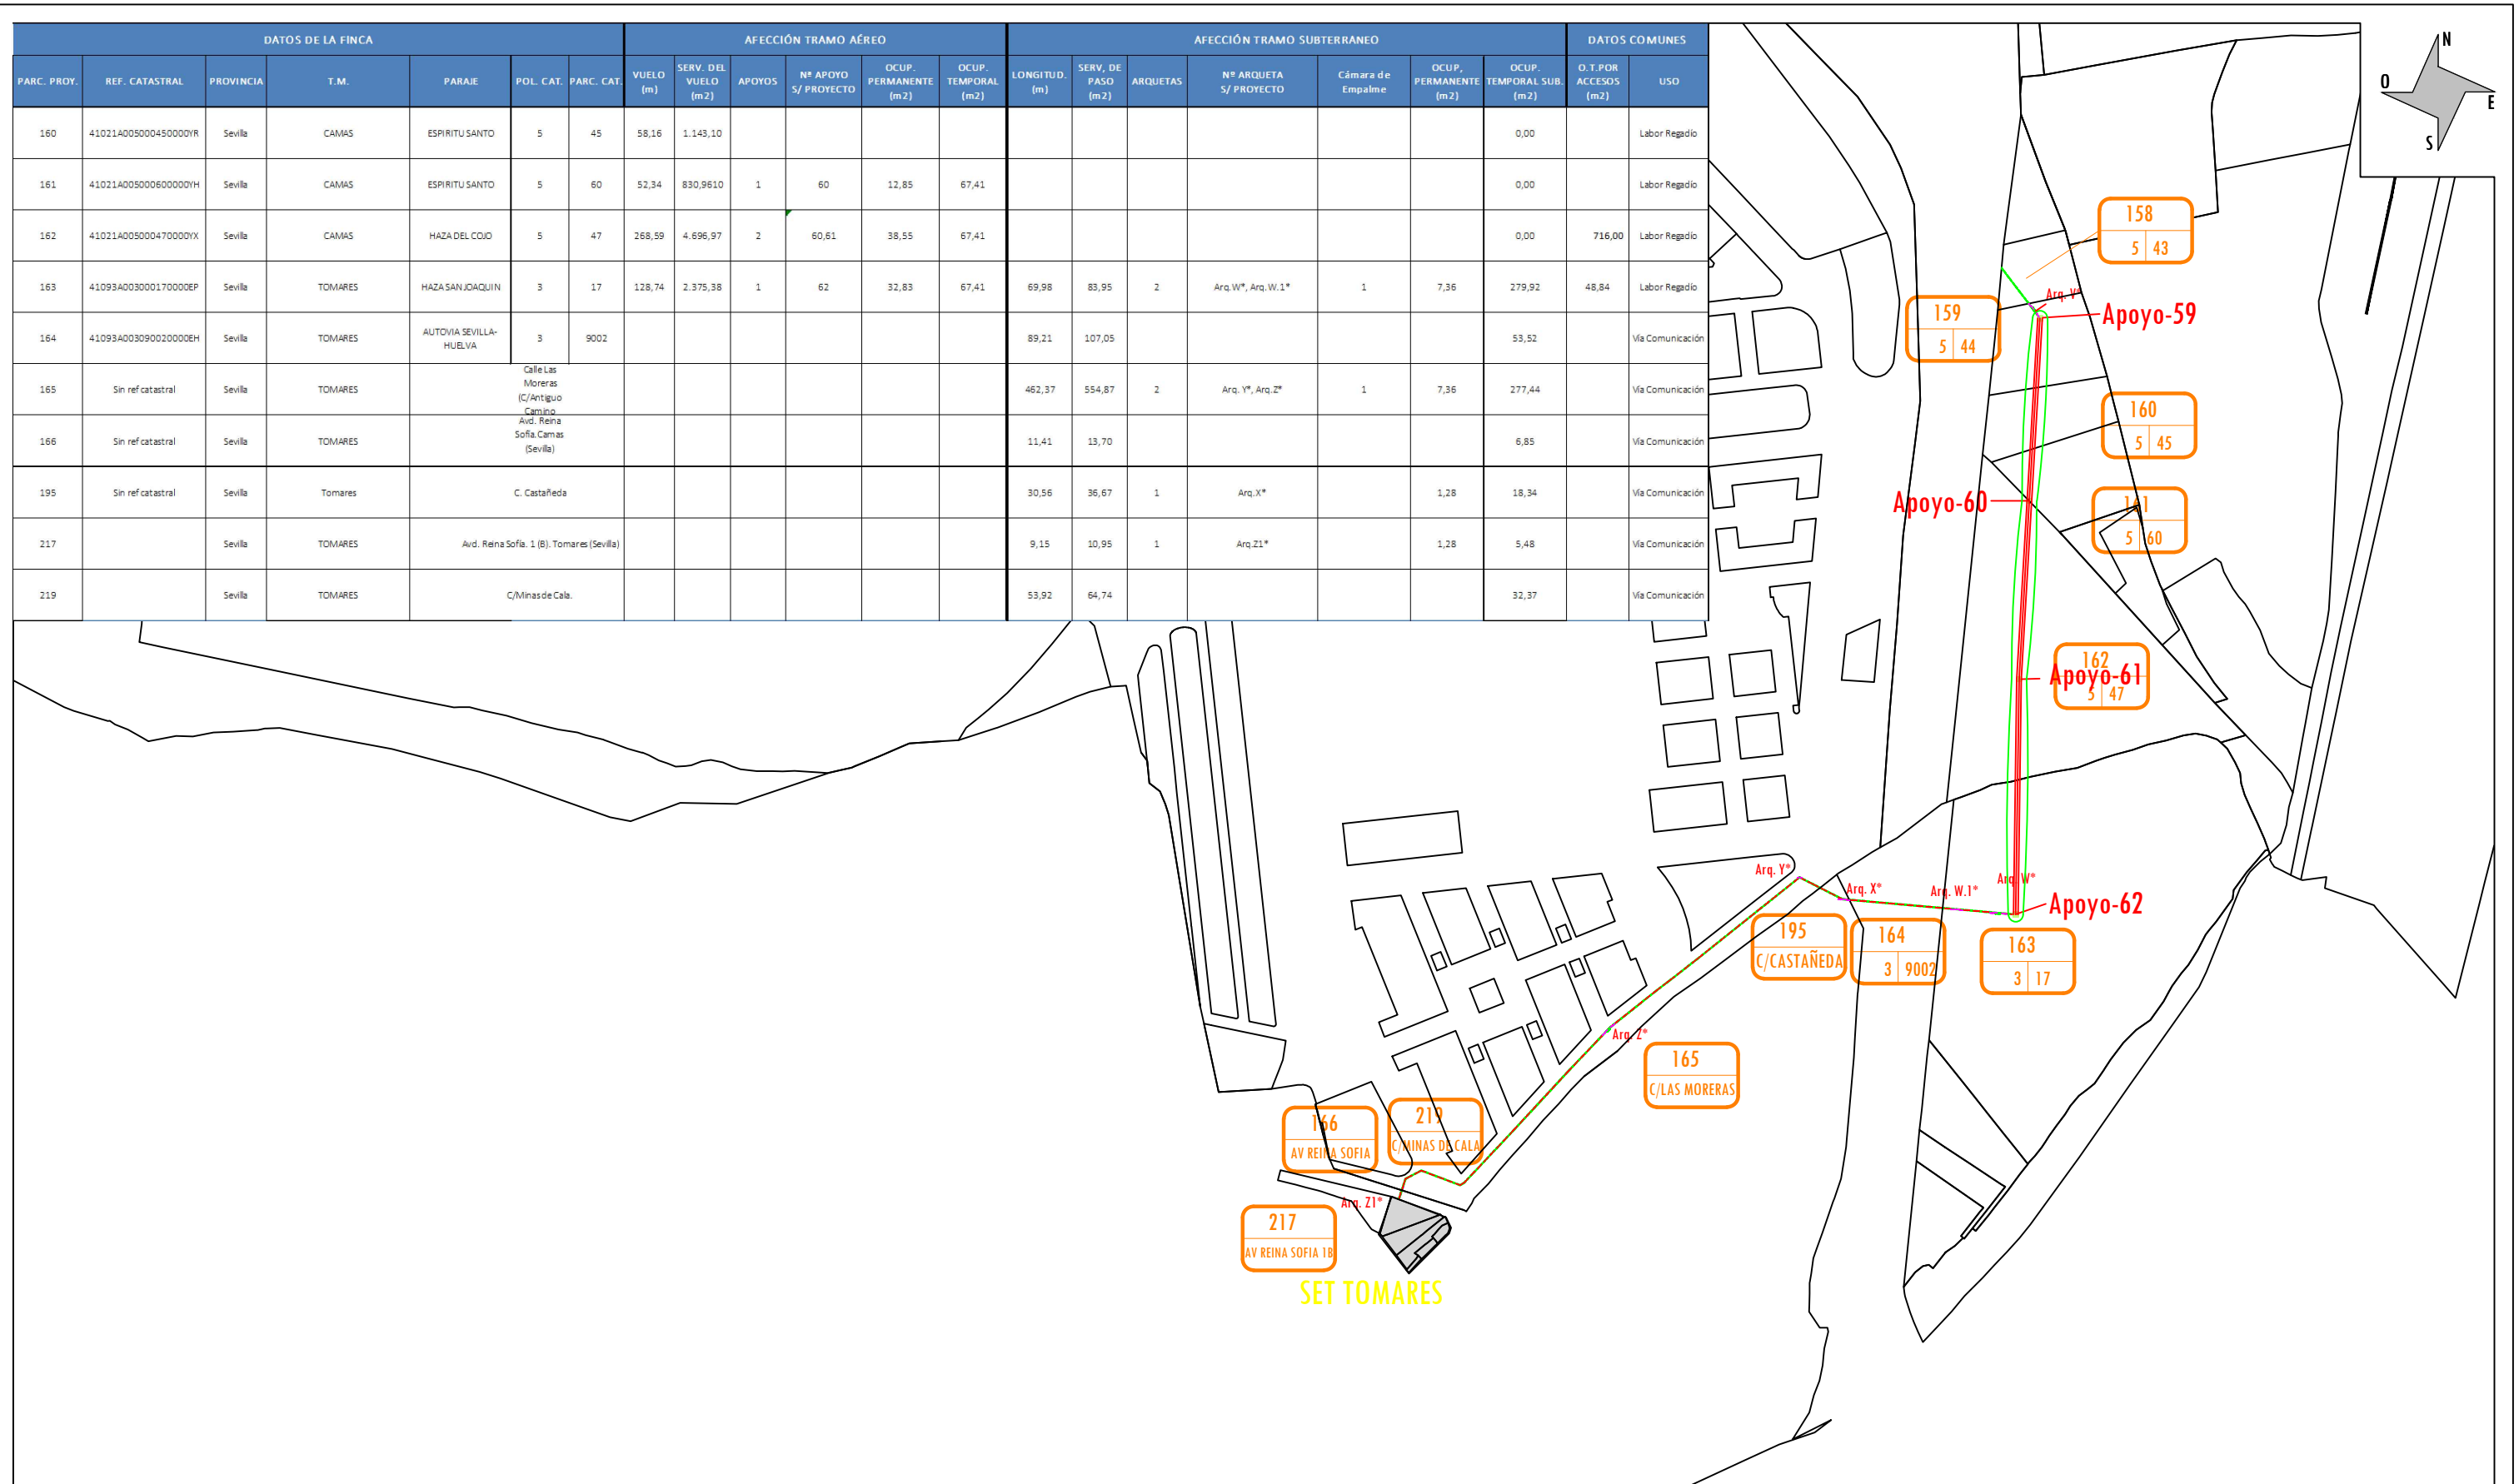 DATOS DE LA FINCA AFECCIÓN TRAMO AÉREO AFECCIÓN TRAMO SUBTERRANEO DATOS COMUNES
PARC. PROY. REF. CATASTRAL PROVINCIA T.M. PARAJE POL. CAT. PARC. CAT. VUELO (m) SERV. DEL VUELO (m2) APOYOS Nº APOYO S/ PROYECTO OCUP. PERMANENTE (m2) OCUP. TEMPORAL (m2) LONGITUD. (m) SERV, DE PASO (m2) ARQUETAS Nº ARQUETA S/ PROYECTO Cámara de Empalme OCUP, PERMANENTE (m2) OCUP. TEMPORAL SUB. (m2) O.T.POR ACCESOS (m2) USO
160 41021A005000450000YR Sevilla CAMAS ESPIRITU SANTO 5 45 58,16 1.143,10 0,00 Labor Regadío
161 41021A005000600000YH Sevilla CAMAS ESPIRITU SANTO 5 60 52,34 830,9610 1 60 12,85 67,41 0,00 Labor Regadío
162 41021A005000470000YX Sevilla CAMAS HAZA DEL COJO 5 47 268,59 4.696,97 2 60,61 38,55 67,41 0,00 716,00 Labor Regadío
163 41093A003000170000EP Sevilla TOMARES HAZA SAN JOAQUIN 3 17 128,74 2.375,38 1 62 32,83 67,41 69,98 83,95 2 Arq.W*, Arq.W.1* 1 7,36 279,92 48,84 Labor Regadío
164 41093A003090020000EH Sevilla TOMARES AUTOVIA SEVILLA-HUELVA 3 9002 89,21 107,05 53,52 Vía Comunicación
165 Sin ref catastral Sevilla TOMARES Calle Las Moreras (C/Antiguo Camino 462,37 554,87 2 Arq. Y*, Arq.Z* 1 7,36 277,44 Vía Comunicación
166 Sin ref catastral Sevilla TOMARES Avd. Reina Sofía.Camas (Sevilla) 11,41 13,70 6,85 Vía Comunicación
195 Sin ref catastral Sevilla Tomares C. Castañeda 30,56 36,67 1 Arq.X* 1,28 18,34 Vía Comunicación
217 Sevilla TOMARES Avd. Reina Sofía. 1 (B). Tomares (Sevilla) 9,15 10,95 1 Arq.Z1* 1,28 5,48 Vía Comunicación
219 Sevilla TOMARES C/Minas de Cala. 53,92 64,74 32,37 Vía Comunicación
N
O
E
S
158
5 43
Arq. V*
159
5 44
Apoyo-59
160
5 45
Apoyo-60
161
5 60
162
5 47
Apoyo-61
Arq. Y*
Arq. X*
Arq. W.1*
Arq. W*
Apoyo-62
195
C/CASTAÑEDA
164
3 9002
163
3 17
Arq. Z*
165
C/LAS MORERAS
166
AV REINA SOFIA
219
C/MINAS DE CALA
Arq. Z1*
217
AV REINA SOFIA 1B
SET TOMARES